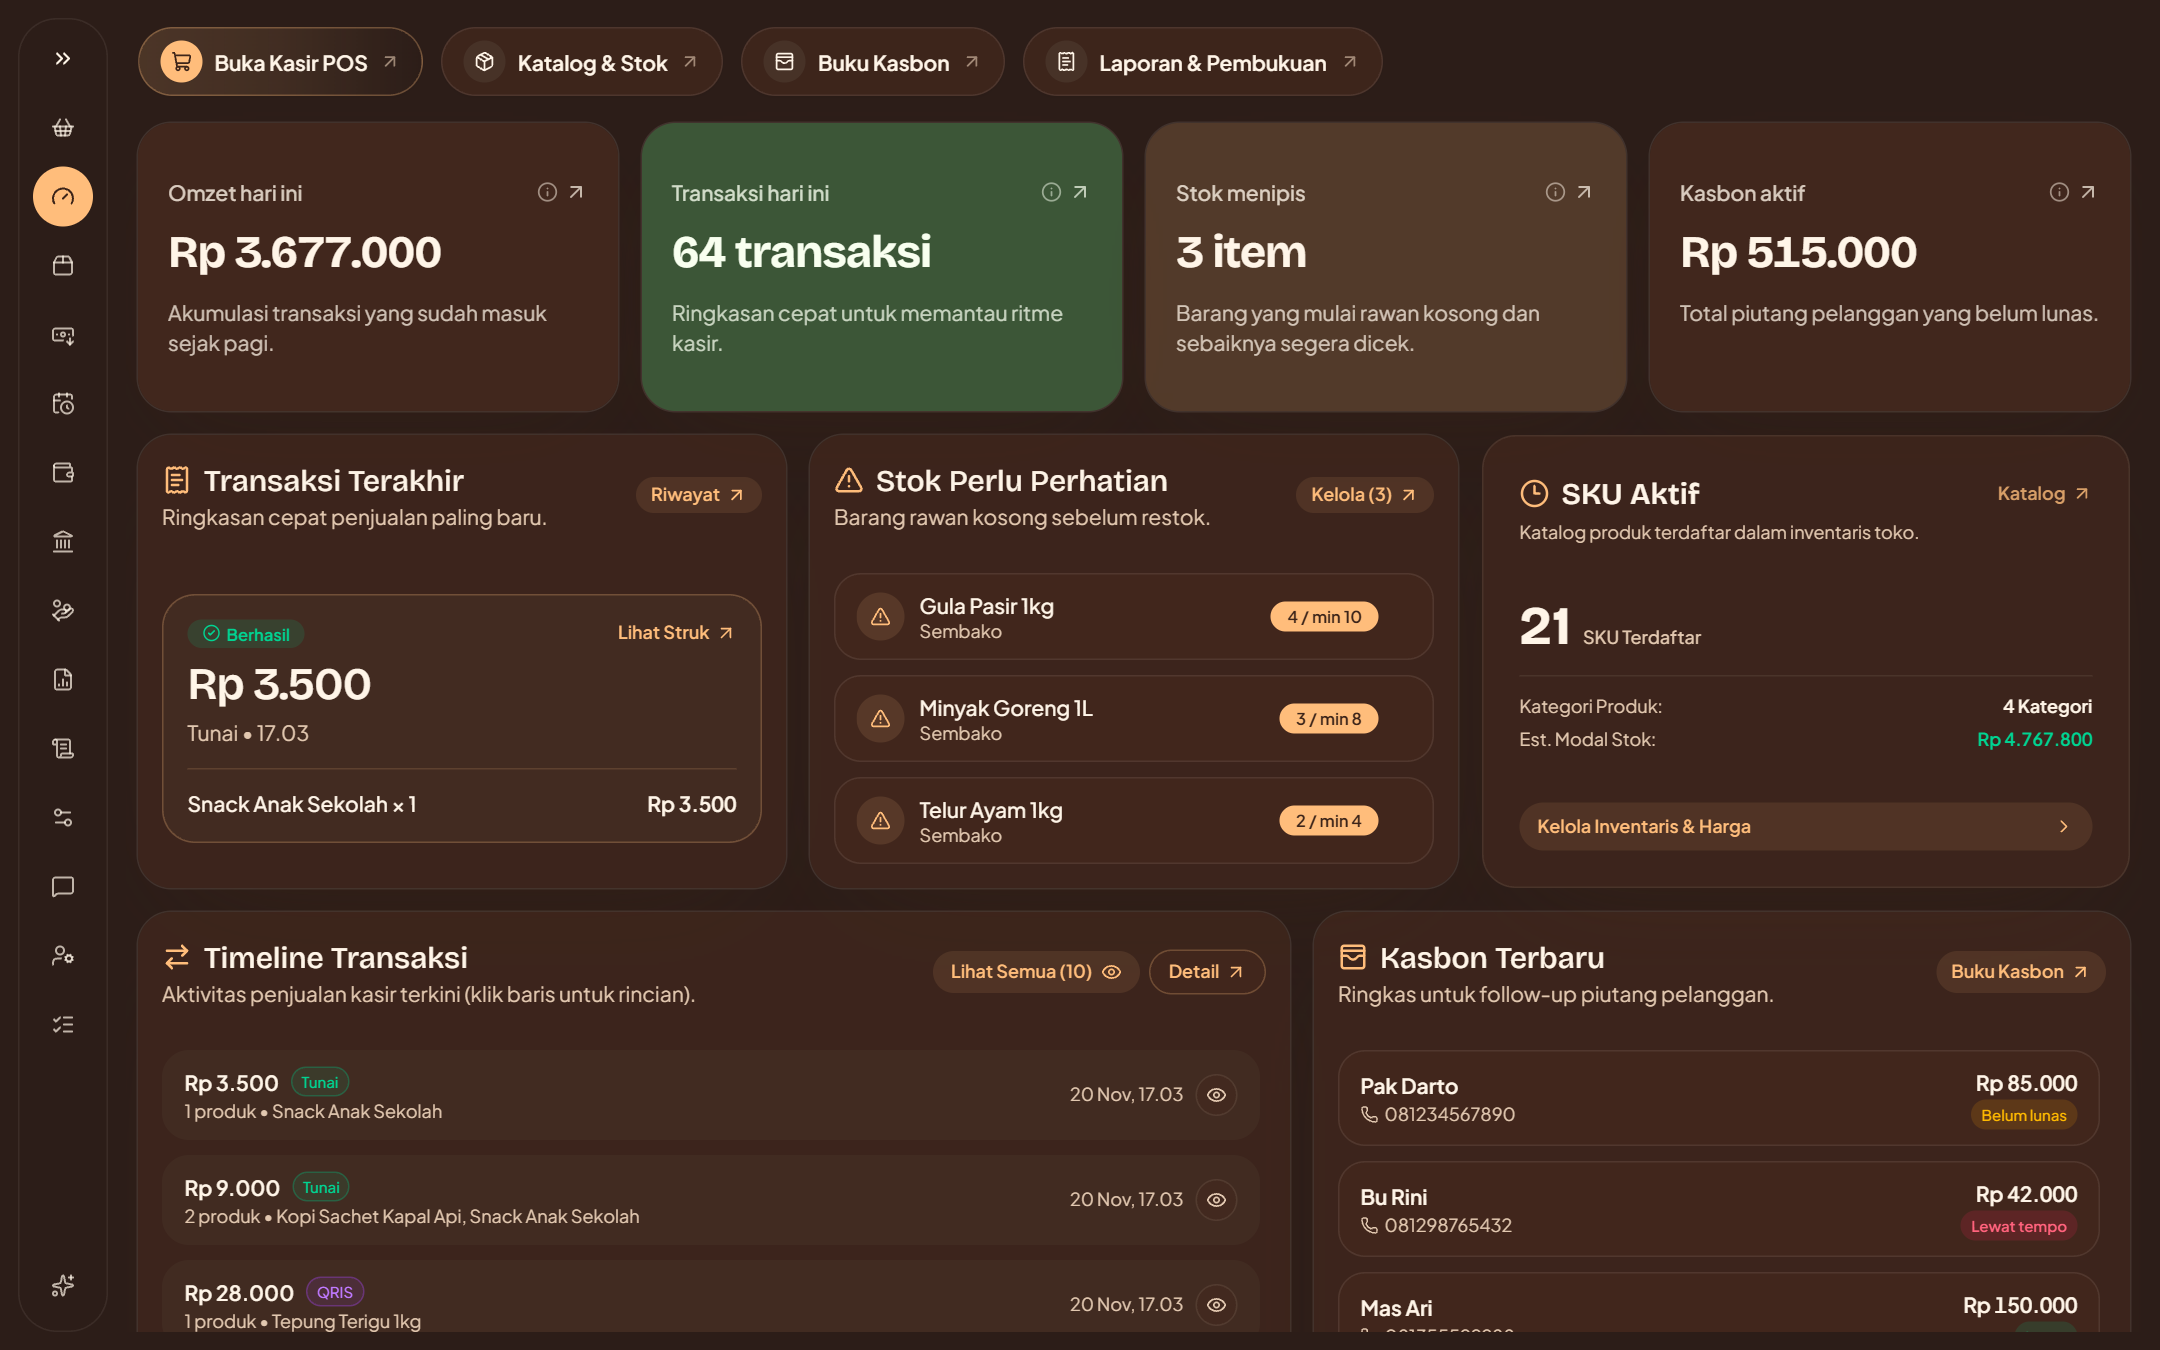 Buka Kasir POS
Katalog & Stok
Buku Kasbon
Laporan & Pembukuan
Omzet hari ini
Rp 3.677.000
Akumulasi transaksi yang sudah masuk
sejak pagi.
Transaksi hari ini
64 transaksi
Ringkasan cepat untuk memantau ritme
kasir.
Stok menipis
3 item
Barang yang mulai rawan kosong dan
sebaiknya segera dicek.
Kasbon aktif
Rp 515.000
Total piutang pelanggan yang belum lunas.
Transaksi Terakhir
Riwayat
Ringkasan cepat penjualan paling baru.
Berhasil
Lihat Struk
Rp 3.500
Tunai • 17.03
Snack Anak Sekolah × 1
Rp 3.500
Stok Perlu Perhatian
Kelola (3)
Barang rawan kosong sebelum restok.
Gula Pasir 1kg
Sembako
4 / min 10
Minyak Goreng 1L
Sembako
3 / min 8
Telur Ayam 1kg
Sembako
2 / min 4
SKU Aktif
Katalog
Katalog produk terdaftar dalam inventaris toko.
21 SKU Terdaftar
Kategori Produk:
4 Kategori
Est. Modal Stok:
Rp 4.767.800
Kelola Inventaris & Harga
Timeline Transaksi
Lihat Semua (10)
Detail
Aktivitas penjualan kasir terkini (klik baris untuk rincian).
Rp 3.500 Tunai
1 produk • Snack Anak Sekolah
20 Nov, 17.03
Rp 9.000 Tunai
2 produk • Kopi Sachet Kapal Api, Snack Anak Sekolah
20 Nov, 17.03
Rp 28.000 QRIS
1 produk • Tepung Terigu 1kg
20 Nov, 17.03
Kasbon Terbaru
Buku Kasbon
Ringkas untuk follow-up piutang pelanggan.
Pak Darto
081234567890
Rp 85.000
Belum lunas
Bu Rini
081298765432
Rp 42.000
Lewat tempo
Mas Ari
Rp 150.000